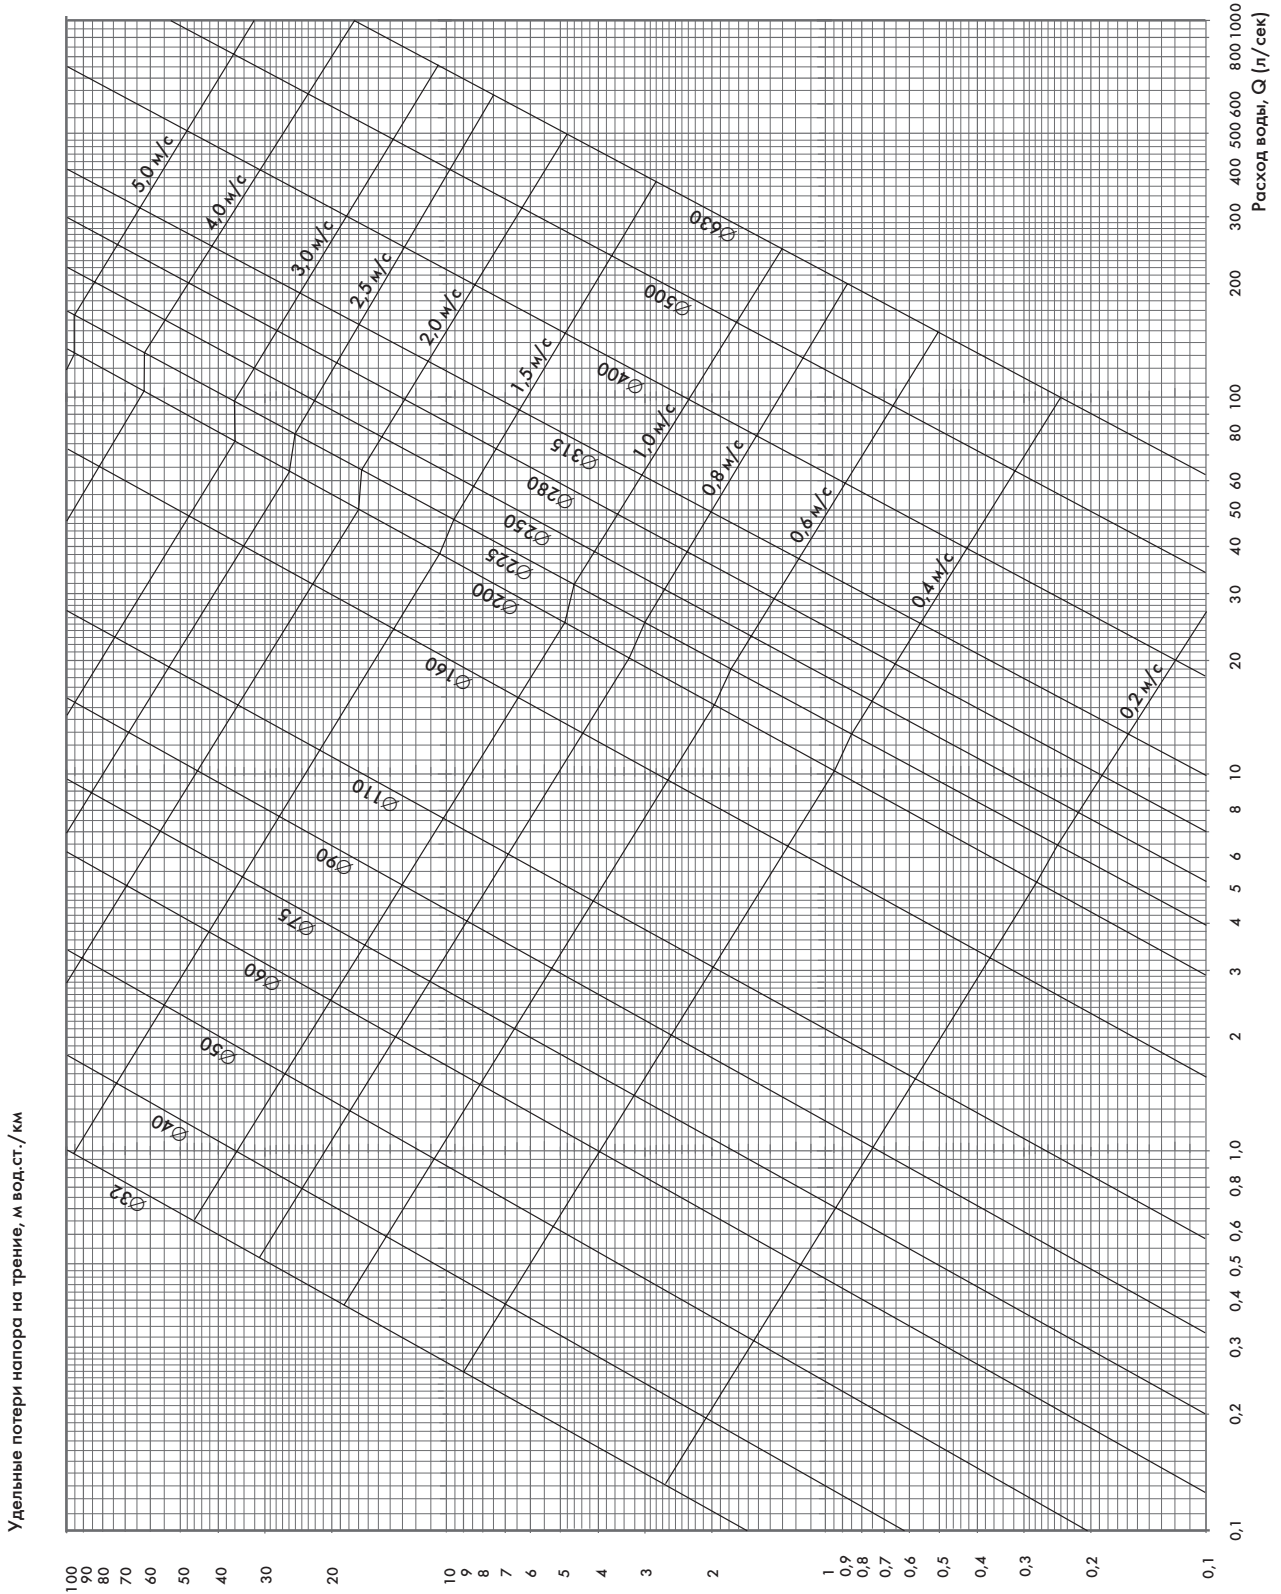 Удельные потери напора на трение, м вод.ст./км
100
90
80
70
60
50
40
30
20
10
9
8
7
6
5
4
3
2
1
0,9
0,8
0,7
0,6
0,5
0,4
0,3
0,2
0,1
0,1
0,2
0,3
0,4
0,5
0,6
0,8
1,0
2
3
4
5
6
8
10
20
30
40
50
60
80
100
200
300
400
500
600
800
1000
Расход воды, Q (л/сек)
5,0 м/с
4,0 м/с
3,0 м/с
2,5 м/с
2,0 м/с
1,5 м/с
1,0 м/с
0,8 м/с
0,6 м/с
0,4 м/с
0,2 м/с
Ø32
Ø40
Ø50
Ø60
Ø75
Ø90
Ø110
Ø160
Ø200
Ø225
Ø250
Ø280
Ø315
Ø400
Ø500
Ø630